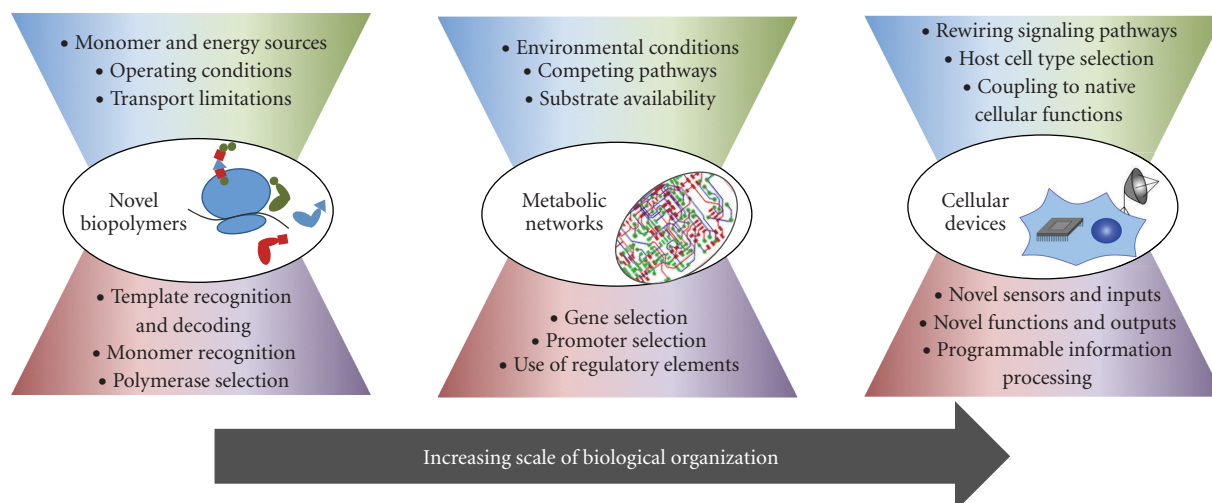 • Monomer and energy sources
• Operating conditions
• Transport limitations
Novel
biopolymers
• Template recognition
and decoding
• Monomer recognition
• Polymerase selection
• Environmental conditions
• Competing pathways
• Substrate availability
Metabolic
networks
• Gene selection
• Promoter selection
• Use of regulatory elements
• Rewiring signaling pathways
• Host cell type selection
• Coupling to native
cellular functions
Cellular
devices
• Novel sensors and inputs
• Novel functions and outputs
• Programmable information
processing
Increasing scale of biological organization